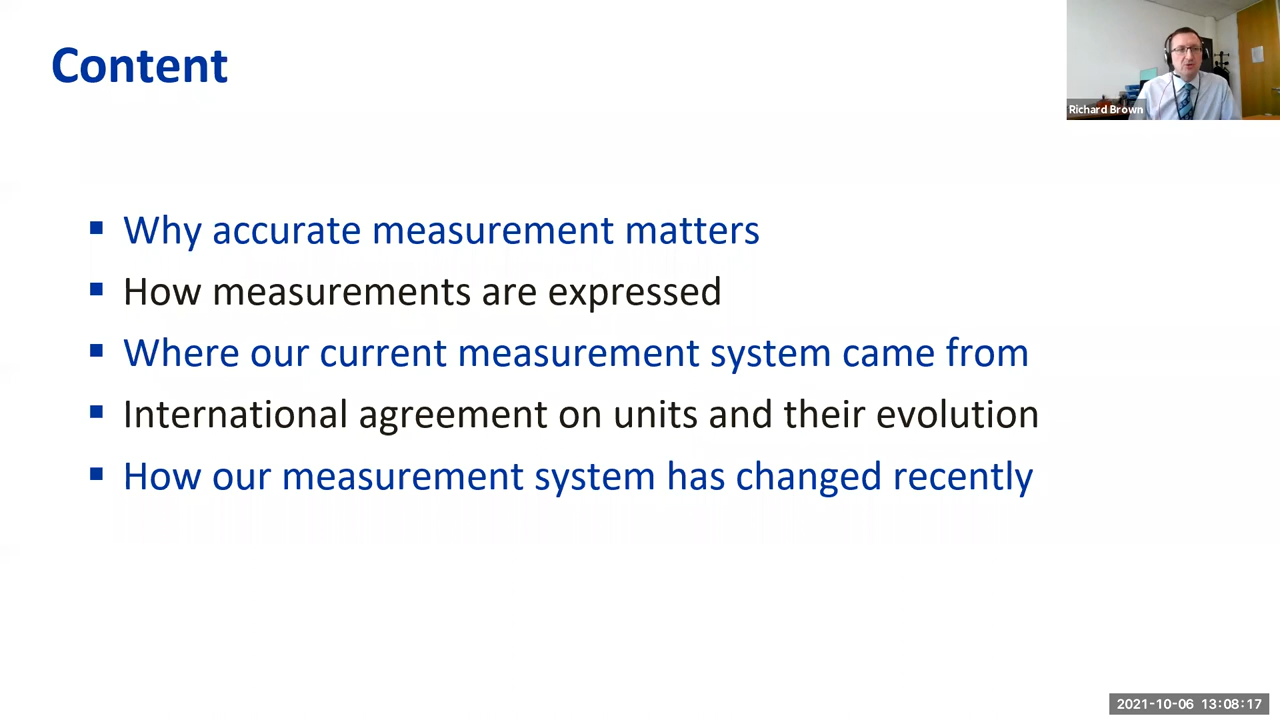 Content
Richard Brown
Why accurate measurement matters
How measurements are expressed
Where our current measurement system came from
International agreement on units and their evolution
How our measurement system has changed recently
2021-10-06 13:08:17